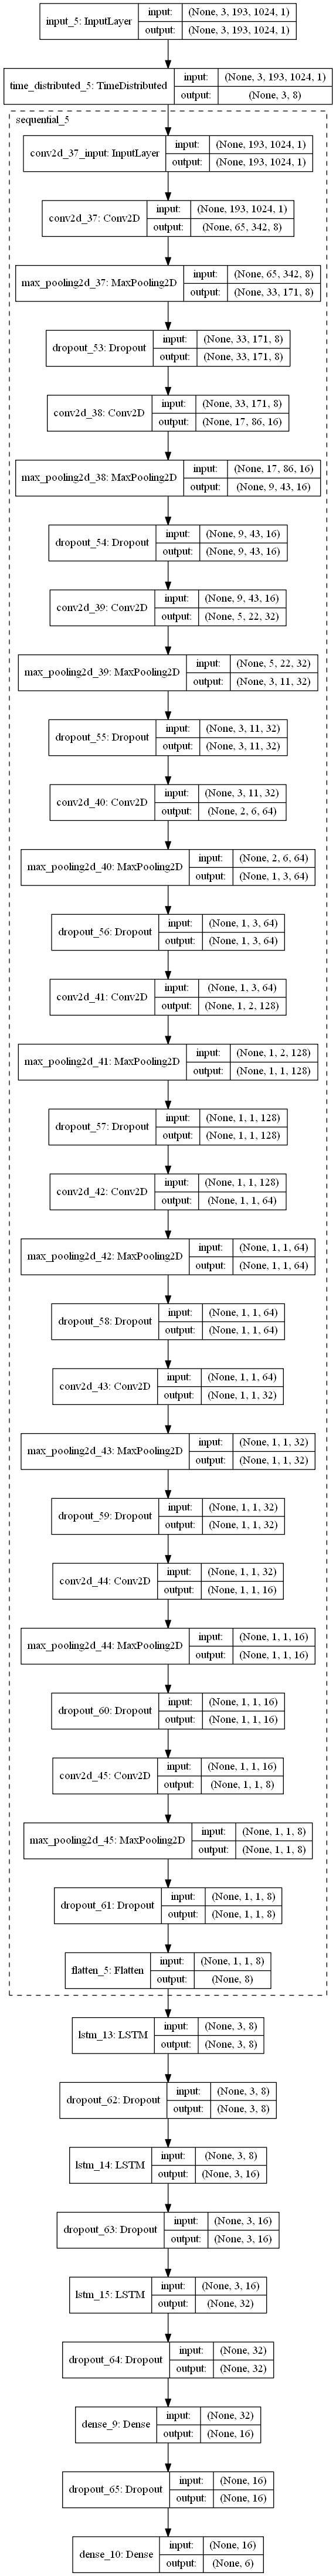 input_5: InputLayer
input: (None, 3, 193, 1024, 1)
output: (None, 3, 193, 1024, 1)
time_distributed_5: TimeDistributed
input: (None, 3, 193, 1024, 1)
output: (None, 3, 8)
sequential_5
conv2d_37_input: InputLayer
input: (None, 193, 1024, 1)
output: (None, 193, 1024, 1)
conv2d_37: Conv2D
input: (None, 193, 1024, 1)
output: (None, 65, 342, 8)
max_pooling2d_37: MaxPooling2D
input: (None, 65, 342, 8)
output: (None, 33, 171, 8)
dropout_53: Dropout
input: (None, 33, 171, 8)
output: (None, 33, 171, 8)
conv2d_38: Conv2D
input: (None, 33, 171, 8)
output: (None, 17, 86, 16)
max_pooling2d_38: MaxPooling2D
input: (None, 17, 86, 16)
output: (None, 9, 43, 16)
dropout_54: Dropout
input: (None, 9, 43, 16)
output: (None, 9, 43, 16)
conv2d_39: Conv2D
input: (None, 9, 43, 16)
output: (None, 5, 22, 32)
max_pooling2d_39: MaxPooling2D
input: (None, 5, 22, 32)
output: (None, 3, 11, 32)
dropout_55: Dropout
input: (None, 3, 11, 32)
output: (None, 3, 11, 32)
conv2d_40: Conv2D
input: (None, 3, 11, 32)
output: (None, 2, 6, 64)
max_pooling2d_40: MaxPooling2D
input: (None, 2, 6, 64)
output: (None, 1, 3, 64)
dropout_56: Dropout
input: (None, 1, 3, 64)
output: (None, 1, 3, 64)
conv2d_41: Conv2D
input: (None, 1, 3, 64)
output: (None, 1, 2, 128)
max_pooling2d_41: MaxPooling2D
input: (None, 1, 2, 128)
output: (None, 1, 1, 128)
dropout_57: Dropout
input: (None, 1, 1, 128)
output: (None, 1, 1, 128)
conv2d_42: Conv2D
input: (None, 1, 1, 128)
output: (None, 1, 1, 64)
max_pooling2d_42: MaxPooling2D
input: (None, 1, 1, 64)
output: (None, 1, 1, 64)
dropout_58: Dropout
input: (None, 1, 1, 64)
output: (None, 1, 1, 64)
conv2d_43: Conv2D
input: (None, 1, 1, 64)
output: (None, 1, 1, 32)
max_pooling2d_43: MaxPooling2D
input: (None, 1, 1, 32)
output: (None, 1, 1, 32)
dropout_59: Dropout
input: (None, 1, 1, 32)
output: (None, 1, 1, 32)
conv2d_44: Conv2D
input: (None, 1, 1, 32)
output: (None, 1, 1, 16)
max_pooling2d_44: MaxPooling2D
input: (None, 1, 1, 16)
output: (None, 1, 1, 16)
dropout_60: Dropout
input: (None, 1, 1, 16)
output: (None, 1, 1, 16)
conv2d_45: Conv2D
input: (None, 1, 1, 16)
output: (None, 1, 1, 8)
max_pooling2d_45: MaxPooling2D
input: (None, 1, 1, 8)
output: (None, 1, 1, 8)
dropout_61: Dropout
input: (None, 1, 1, 8)
output: (None, 1, 1, 8)
flatten_5: Flatten
input: (None, 1, 1, 8)
output: (None, 8)
lstm_13: LSTM
input: (None, 3, 8)
output: (None, 3, 8)
dropout_62: Dropout
input: (None, 3, 8)
output: (None, 3, 8)
lstm_14: LSTM
input: (None, 3, 8)
output: (None, 3, 16)
dropout_63: Dropout
input: (None, 3, 16)
output: (None, 3, 16)
lstm_15: LSTM
input: (None, 3, 16)
output: (None, 32)
dropout_64: Dropout
input: (None, 32)
output: (None, 32)
dense_9: Dense
input: (None, 32)
output: (None, 16)
dropout_65: Dropout
input: (None, 16)
output: (None, 16)
dense_10: Dense
input: (None, 16)
output: (None, 6)